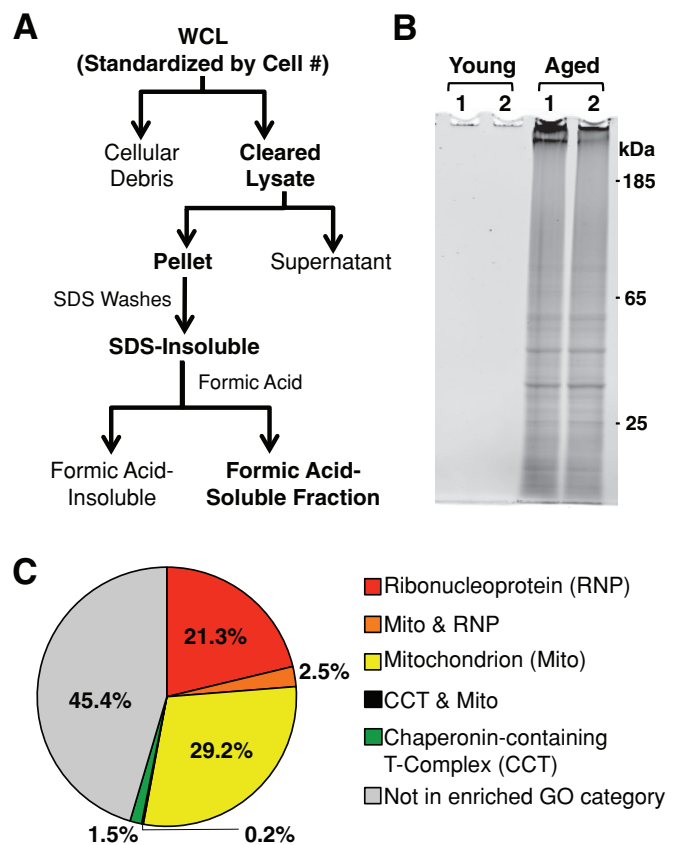 A
WCL
(Standardized by Cell #)
Cellular
Debris
Cleared
Lysate
Pellet
Supernatant
SDS Washes
SDS-Insoluble
Formic Acid
Formic Acid-
Insoluble
Formic Acid-
Soluble Fraction
B
Young
Aged
1
2
1
2
kDa
- 185
- 65
- 25
C
21.3%
2.5%
29.2%
0.2%
1.5%
45.4%
Ribonucleoprotein (RNP)
Mito & RNP
Mitochondrion (Mito)
CCT & Mito
Chaperonin-containing
T-Complex (CCT)
Not in enriched GO category